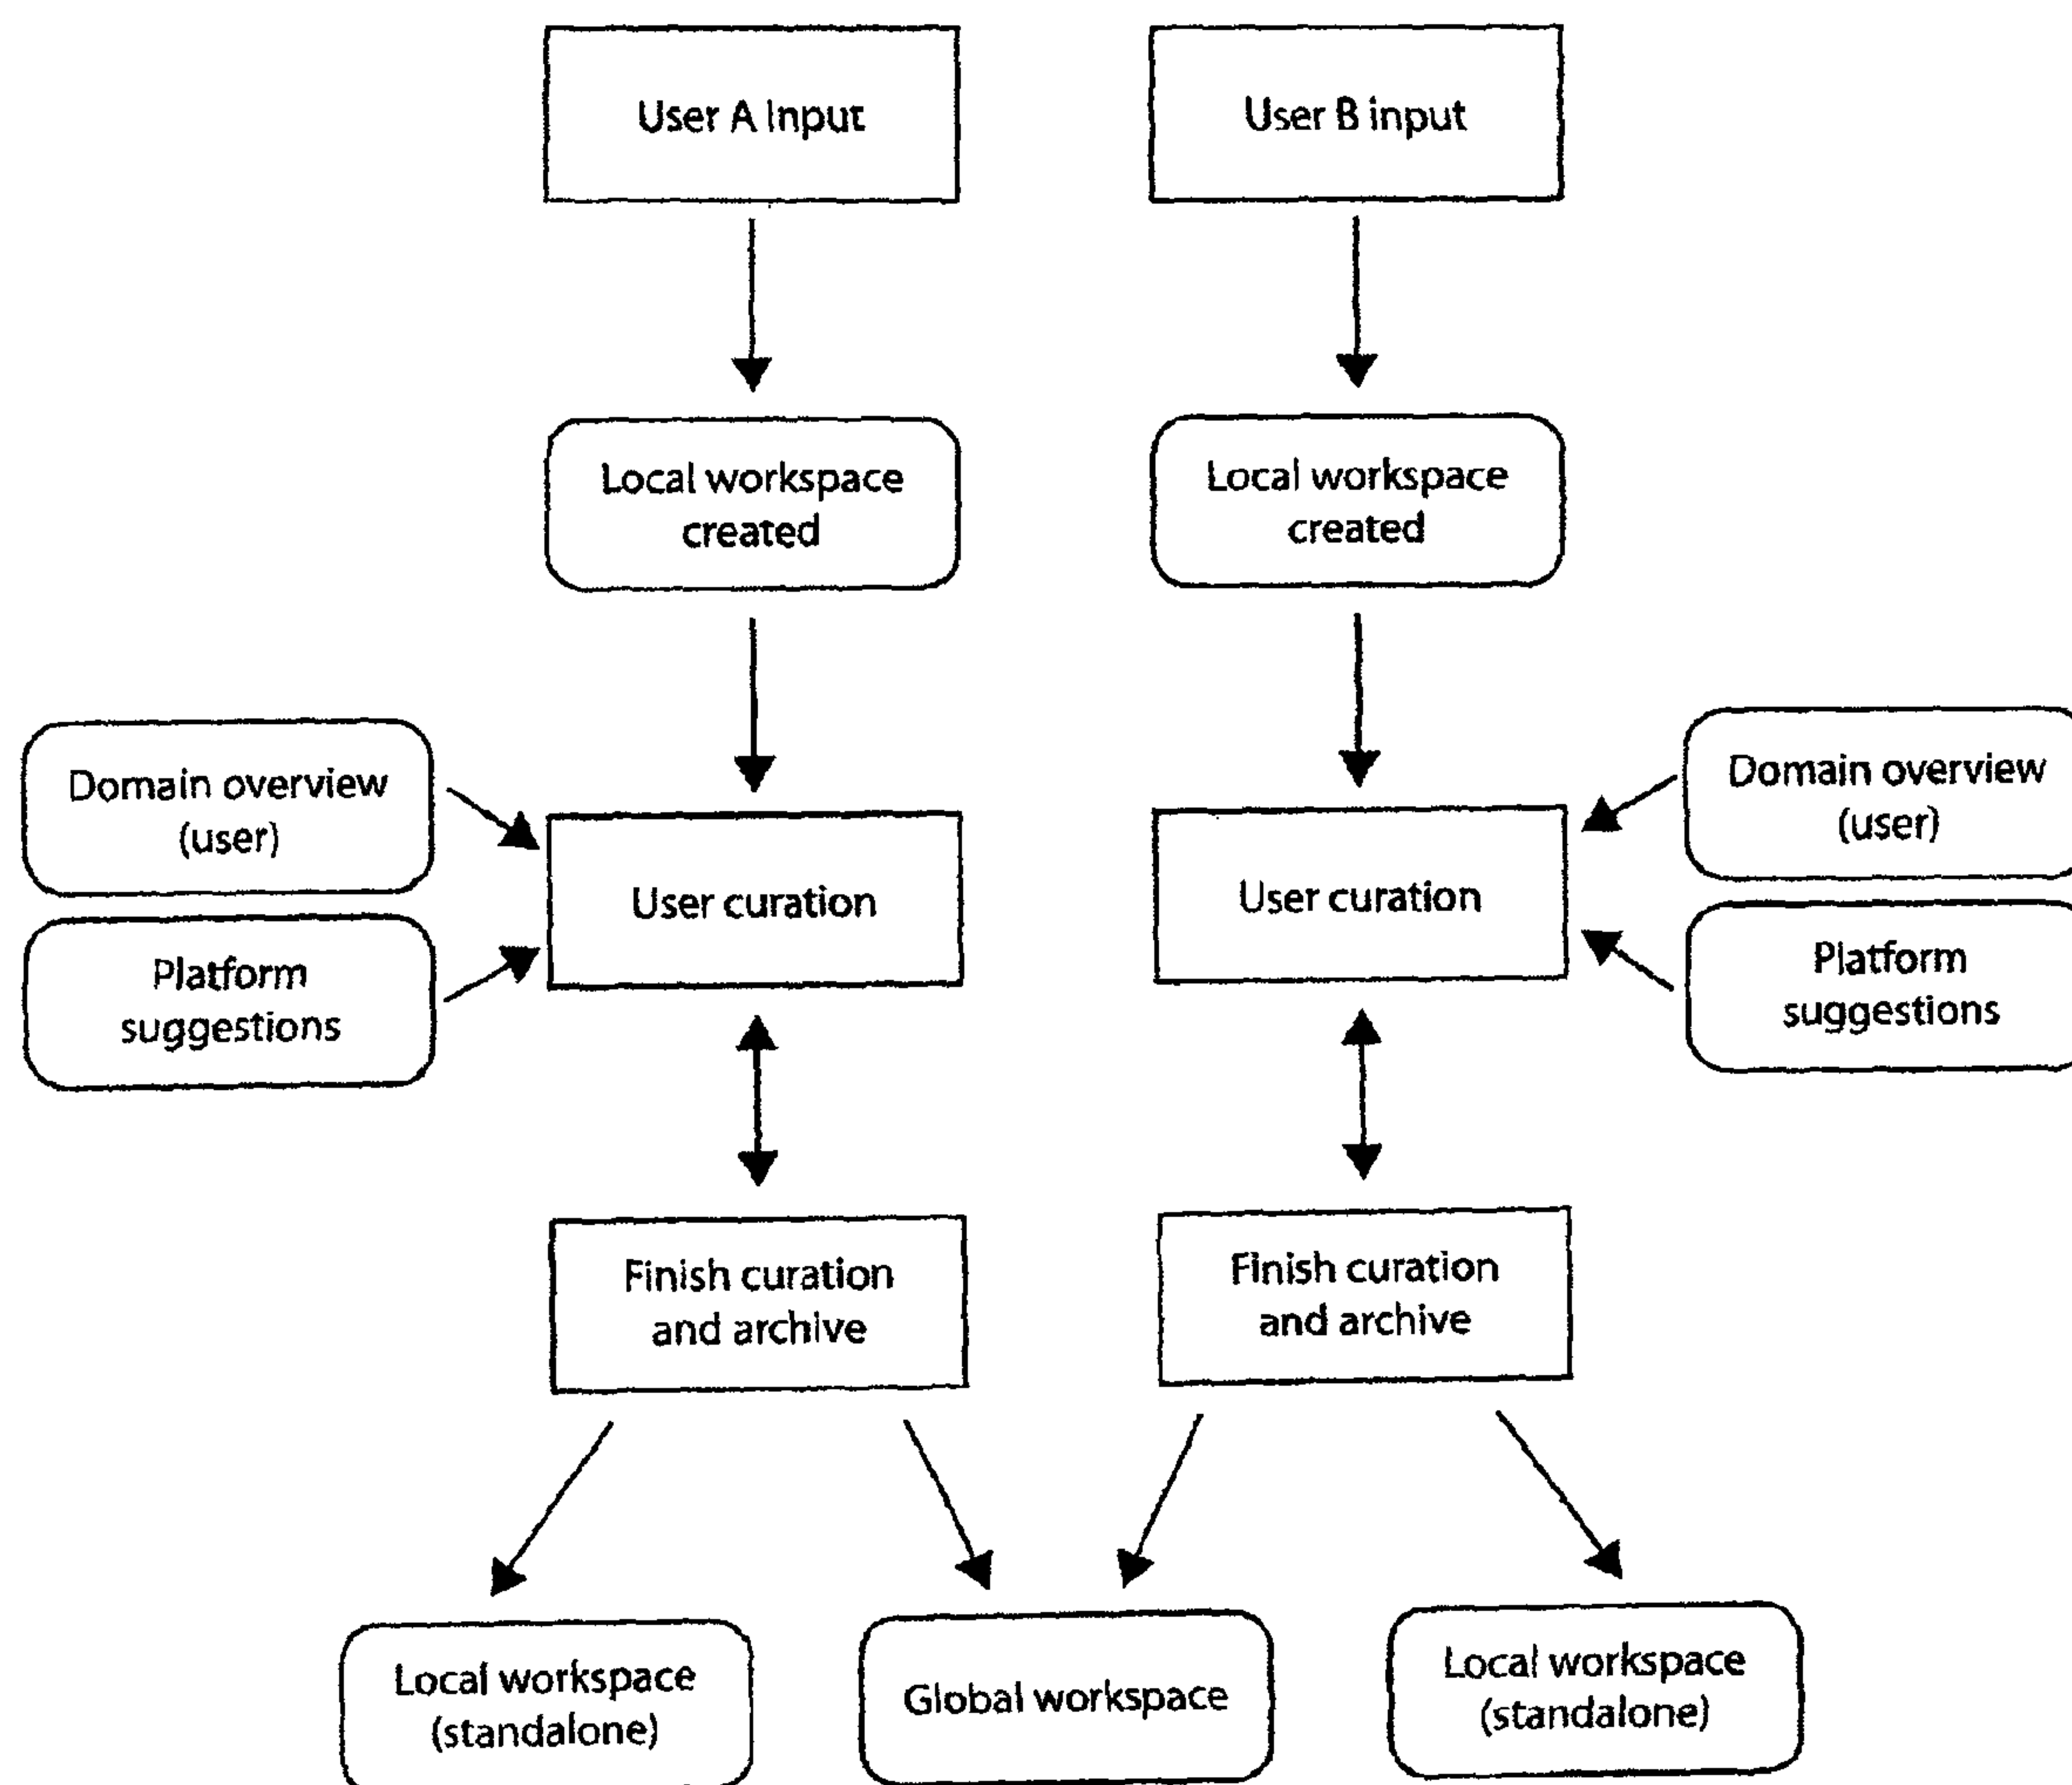 User A Input
User B input
Local workspace
created
Local workspace
created
Domain overview
(user)
Platform
suggestions
User curation
User curation
Domain overview
(user)
Platform
suggestions
Finish curation
and archive
Finish curation
and archive
Local workspace
(standalone)
Global workspace
Local workspace
(standalone)